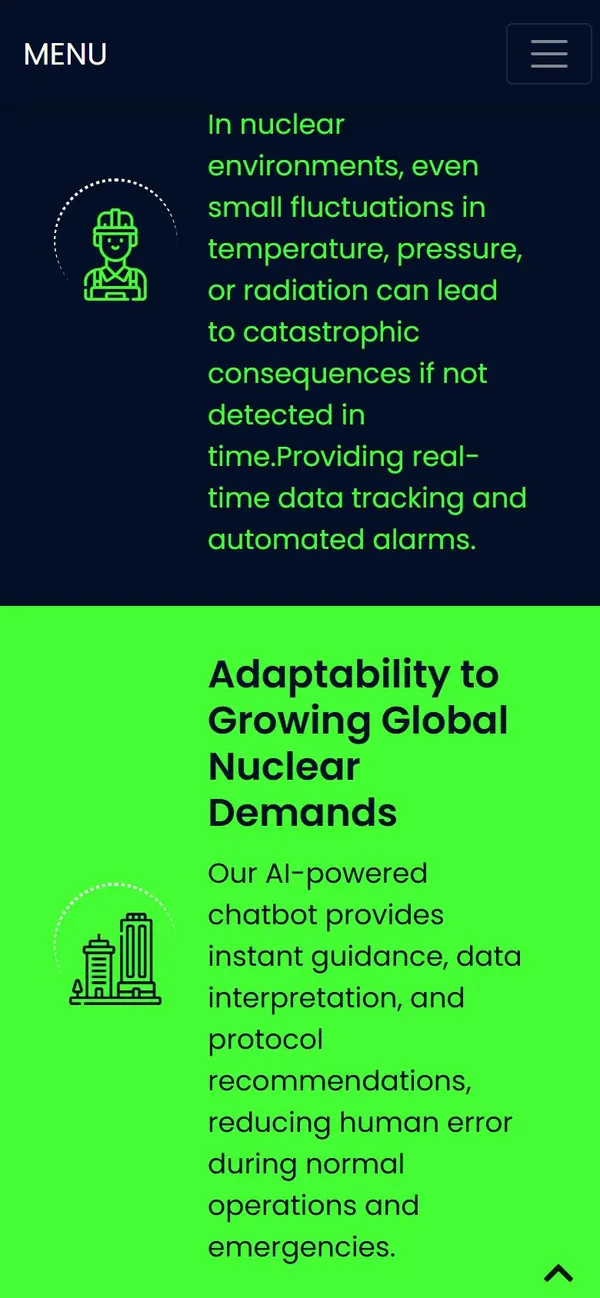 MENU
In nuclear
environments, even
small fluctuations in
temperature, pressure,
or radiation can lead
to catastrophic
consequences if not
detected in
time.Providing real-
time data tracking and
automated alarms.
Adaptability to
Growing Global
Nuclear
Demands
Our AI-powered
chatbot provides
instant guidance, data
interpretation, and
protocol
recommendations,
reducing human error
during normal
operations and
emergencies.